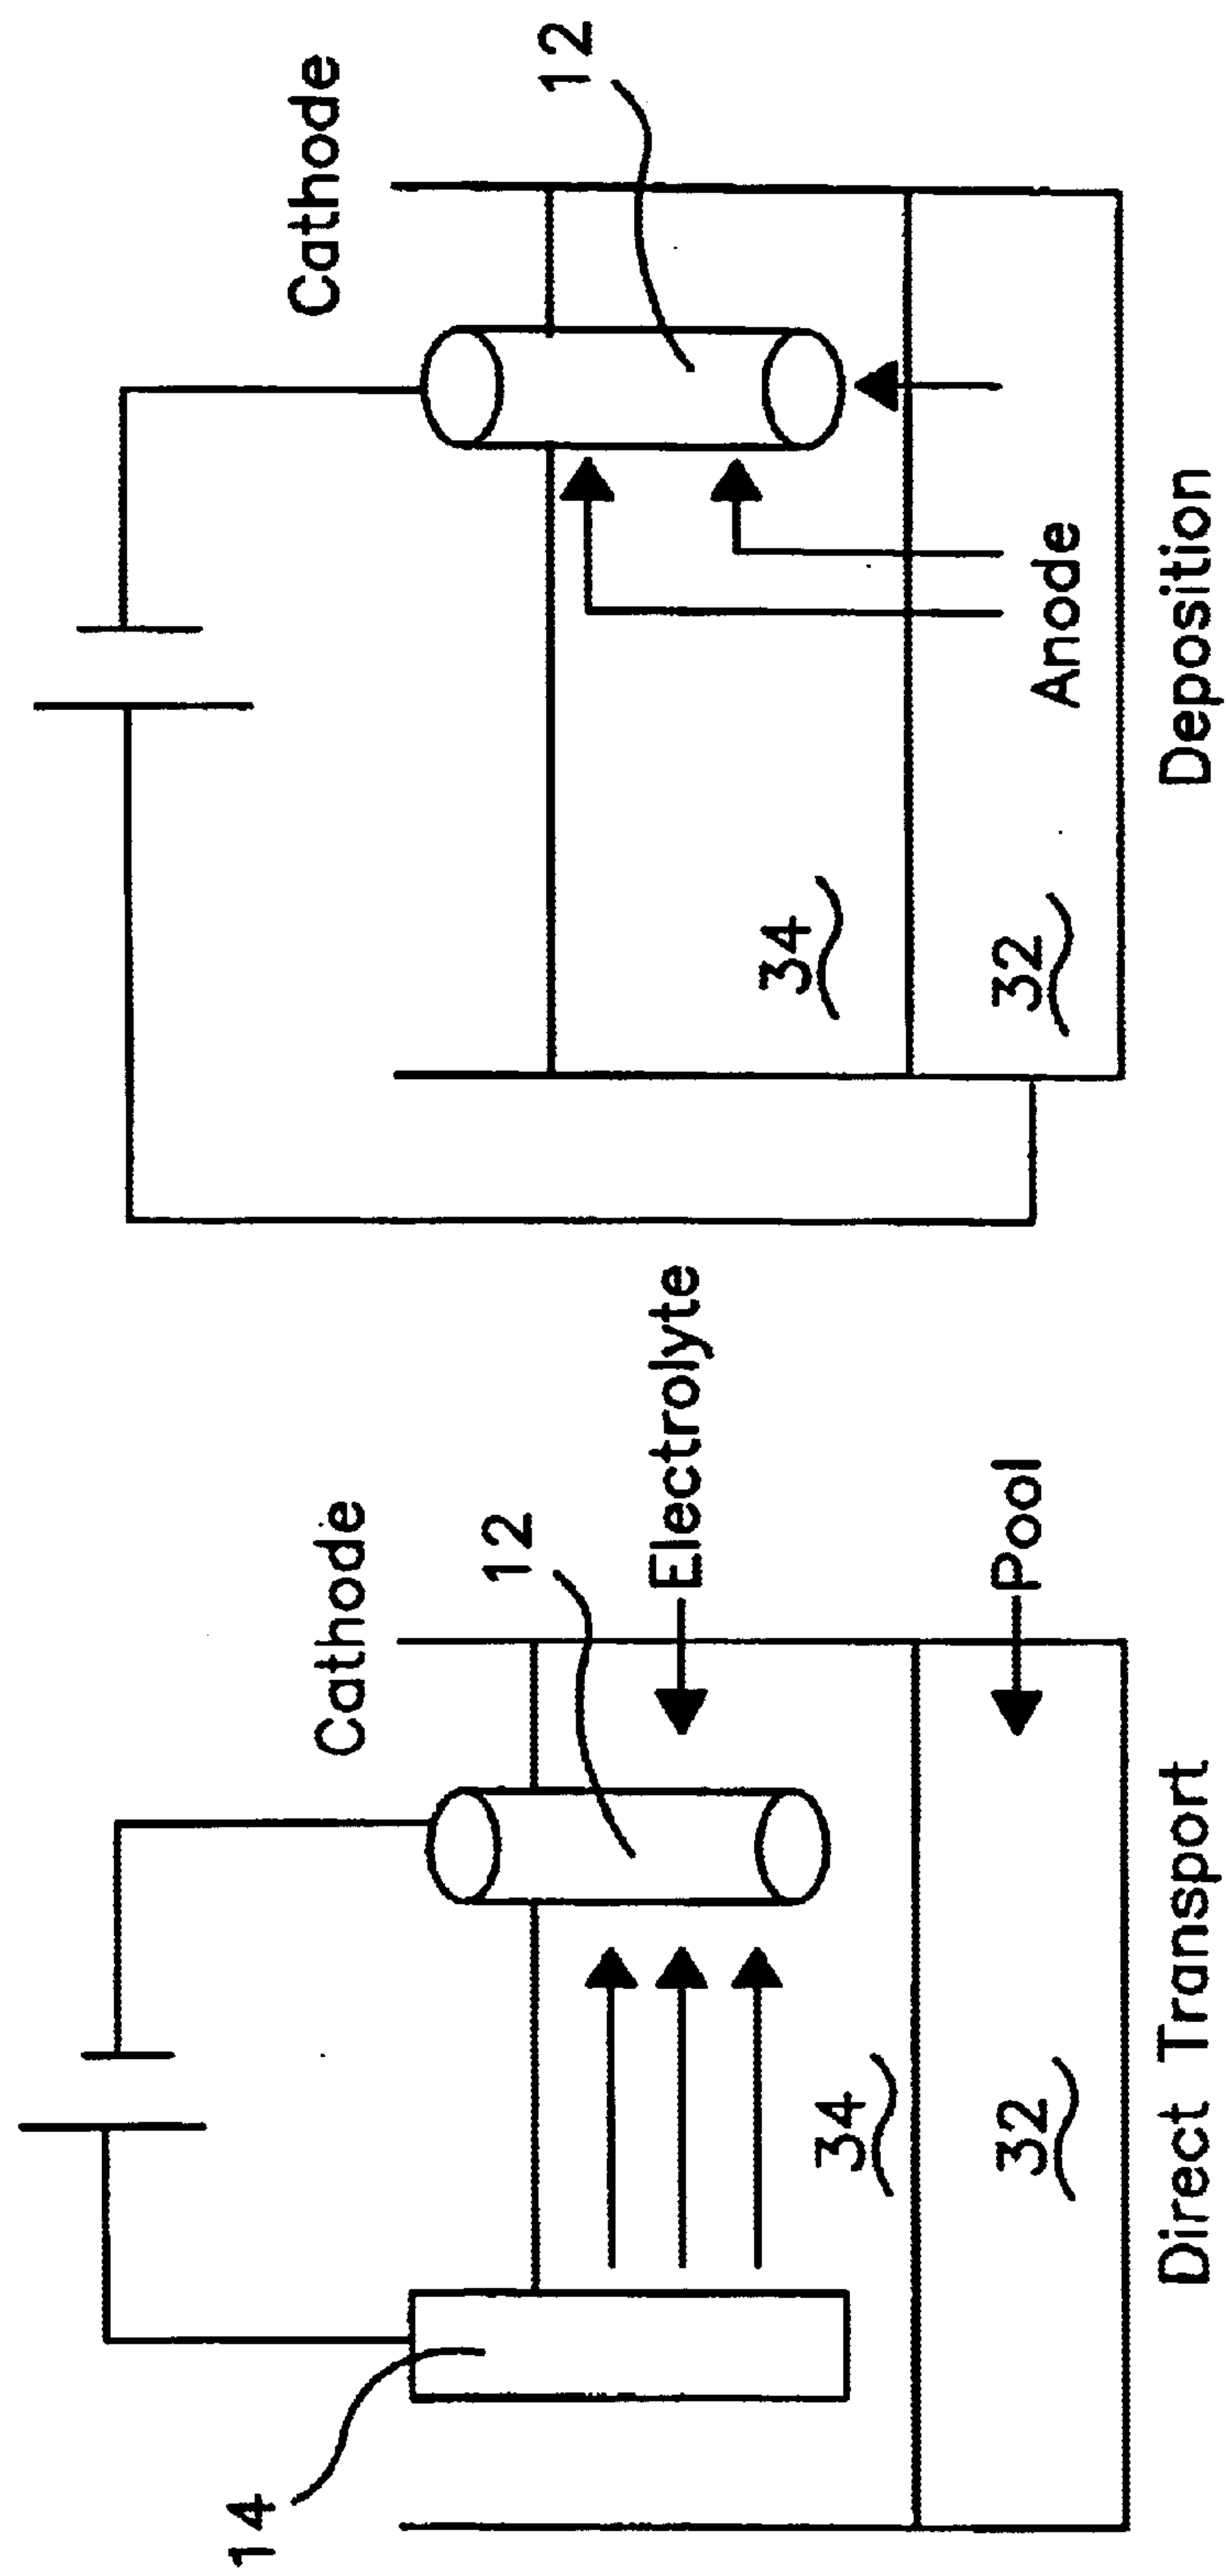 14
Cathode
12
Electrolyte
34
Pool
32
Direct Transport
Cathode
12
34
32
Anode
Deposition